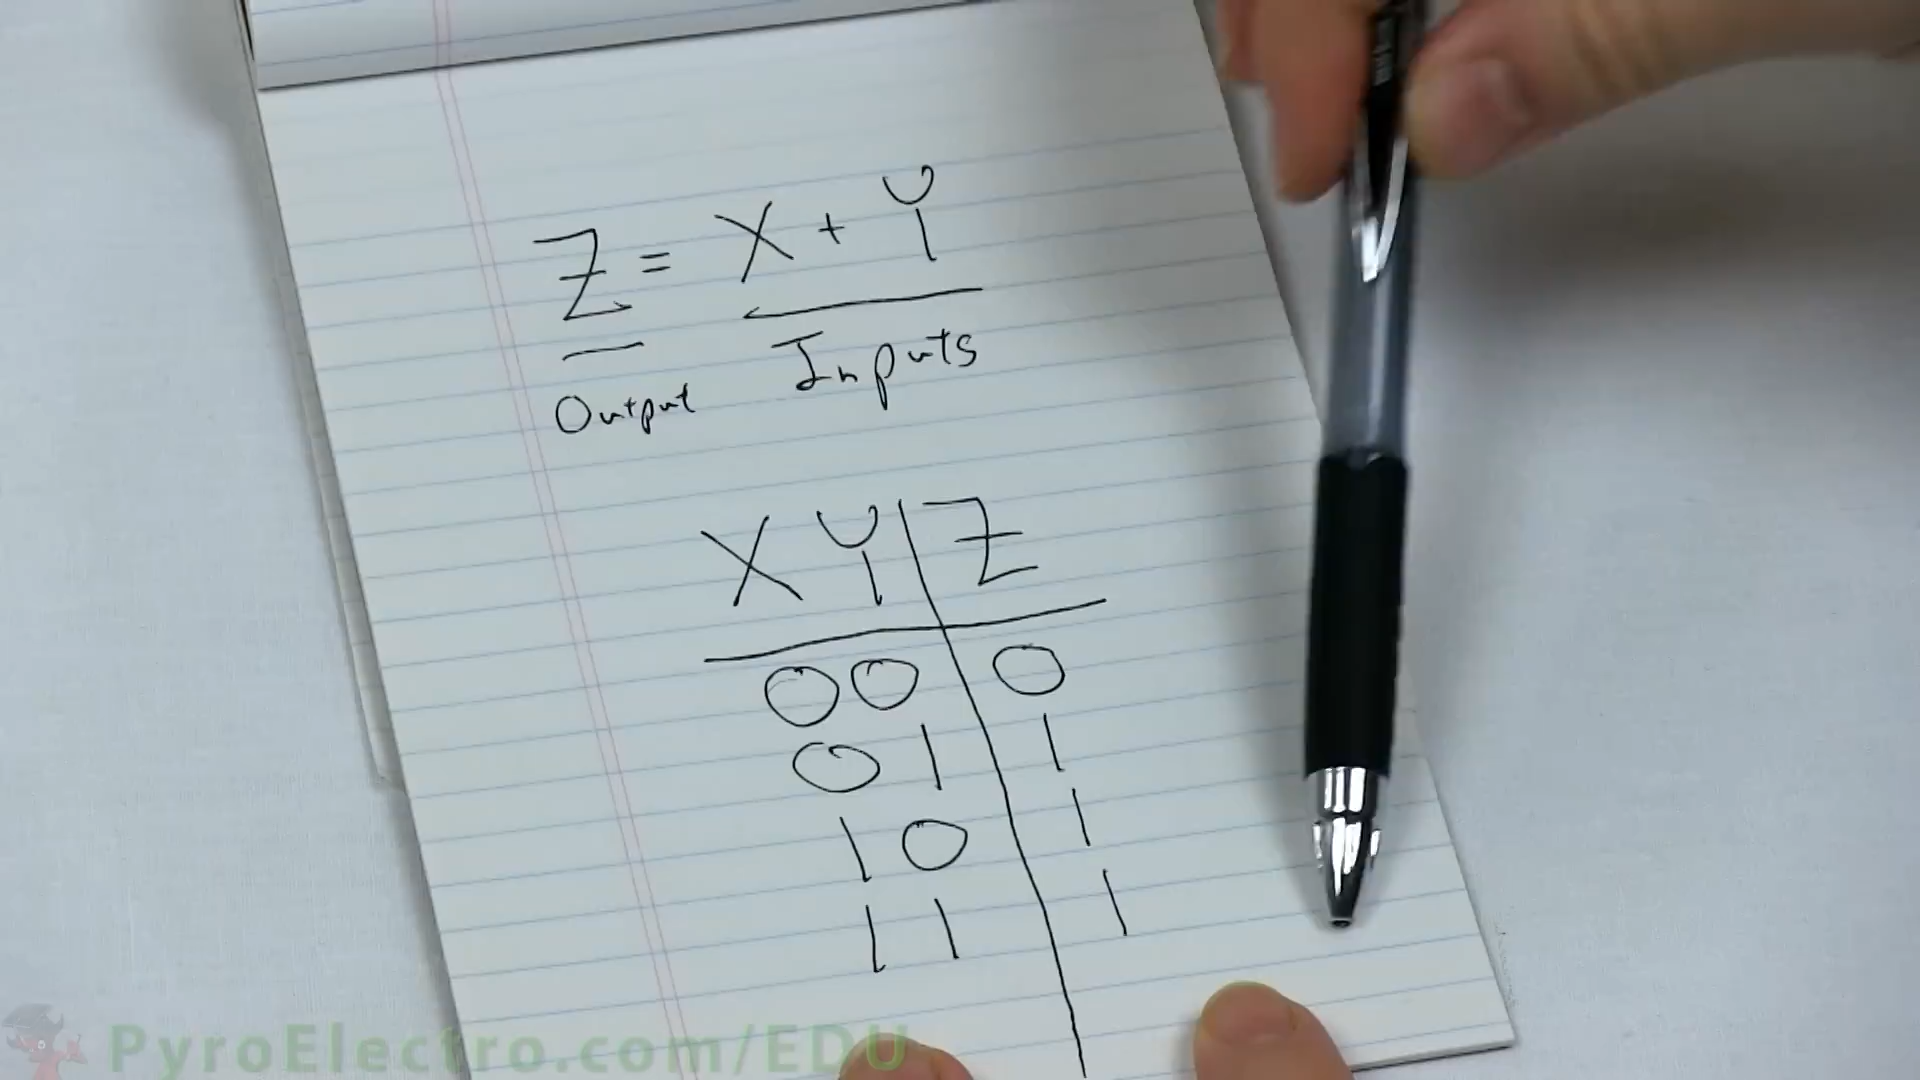 Z = X + Y
Output Inputs
X Y Z
0 0 0
0 1 1
1 0 1
1 1 1
PyroElectro.com/EDU